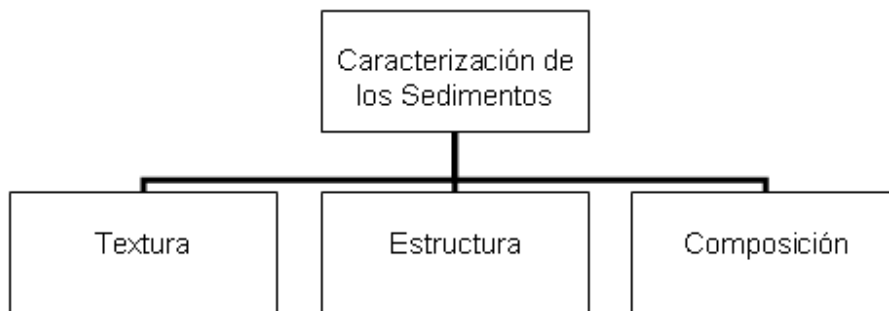 Caracterización de
los Sedimentos
Textura
Estructura
Composición